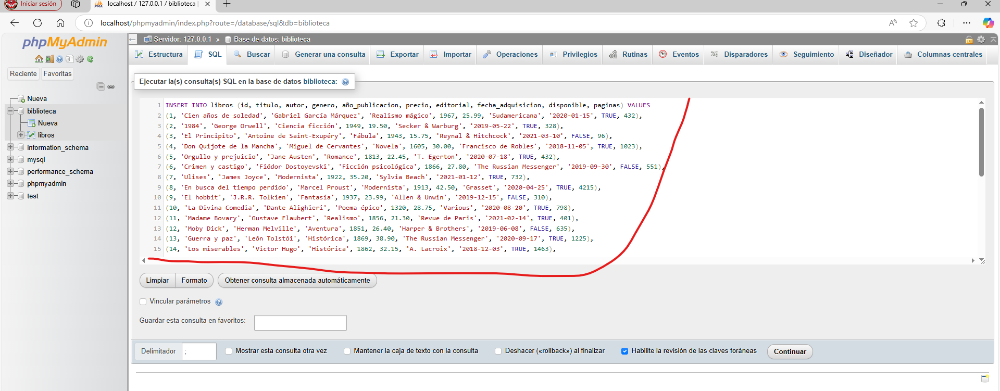 Iniciar sesión
localhost / 127.0.0.1 / biblioteca |
localhost/phpmyadmin/index.php?route=/database/sql&db=biblioteca
phpMyAdmin
Reciente Favoritas
Nueva
biblioteca
Nueva
libros
information_schema
mysql
performance_schema
phpmyadmin
test
Servidor: 127.0.0.1 » Base de datos: biblioteca
Estructura SQL Buscar Generar una consulta Exportar Importar Operaciones Privilegios Rutinas Eventos Disparadores Seguimiento Diseñador Columnas centrales
Ejecutar la(s) consulta(s) SQL en la base de datos biblioteca:
1 INSERT INTO libros (id, titulo, autor, genero, año_publicacion, precio, editorial, fecha_adquisicion, disponible, paginas) VALUES
2 (1, 'Cien años de soledad', 'Gabriel García Márquez', 'Realismo mágico', 1967, 25.99, 'Sudamericana', '2020-01-15', TRUE, 432),
3 (2, '1984', 'George Orwell', 'Ciencia ficción', 1949, 19.50, 'Secker & Warburg', '2019-05-22', TRUE, 328),
4 (3, 'El Principito', 'Antoine de Saint-Exupéry', 'Fábula', 1943, 15.75, 'Reynal & Hitchcock', '2021-03-10', FALSE, 96),
5 (4, 'Don Quijote de la Mancha', 'Miguel de Cervantes', 'Novela', 1605, 30.00, 'Francisco de Robles', '2018-11-05', TRUE, 1023),
6 (5, 'Orgullo y prejuicio', 'Jane Austen', 'Romance', 1813, 22.45, 'T. Egerton', '2020-07-18', TRUE, 432),
7 (6, 'Crimen y castigo', 'Fiódor Dostoyevski', 'Ficción psicológica', 1866, 27.80, 'The Russian Messenger', '2019-09-30', FALSE, 551),
8 (7, 'Ulises', 'James Joyce', 'Modernista', 1922, 35.20, 'Sylvia Beach', '2021-01-12', TRUE, 732),
9 (8, 'En busca del tiempo perdido', 'Marcel Proust', 'Modernista', 1913, 42.50, 'Grasset', '2020-04-25', TRUE, 4215),
10 (9, 'El hobbit', 'J.R.R. Tolkien', 'Fantasía', 1937, 23.99, 'Allen & Unwin', '2019-12-15', FALSE, 310),
11 (10, 'La Divina Comedia', 'Dante Alighieri', 'Poema épico', 1320, 28.75, 'Various', '2020-08-20', TRUE, 798),
12 (11, 'Madame Bovary', 'Gustave Flaubert', 'Realismo', 1856, 21.30, 'Revue de Paris', '2021-02-14', TRUE, 401),
13 (12, 'Moby Dick', 'Herman Melville', 'Aventura', 1851, 26.40, 'Harper & Brothers', '2019-06-08', FALSE, 635),
14 (13, 'Guerra y paz', 'León Tolstói', 'Histórica', 1869, 38.90, 'The Russian Messenger', '2020-09-17', TRUE, 1225),
15 (14, 'Los miserables', 'Victor Hugo', 'Histórica', 1862, 32.15, 'A. Lacroix', '2018-12-03', TRUE, 1463),
Limpiar Formato Obtener consulta almacenada automáticamente
Vincular parámetros
Guardar esta consulta en favoritos:
Delimitador ; Mostrar esta consulta otra vez Mantener la caja de texto con la consulta Deshacer («rollback») al finalizar Habilite la revisión de las claves foráneas Continuar